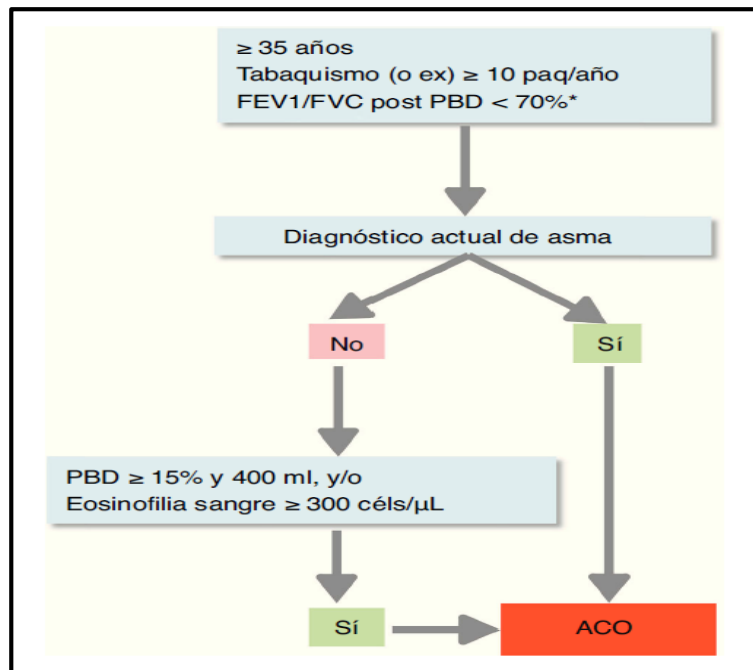 ≥ 35 años
Tabaquismo (o ex) ≥ 10 paq/año
FEV1/FVC post PBD < 70%*
Diagnóstico actual de asma
No
Sí
PBD ≥ 15% y 400 ml, y/o
Eosinofilia sangre ≥ 300 céls/µL
Sí
ACO